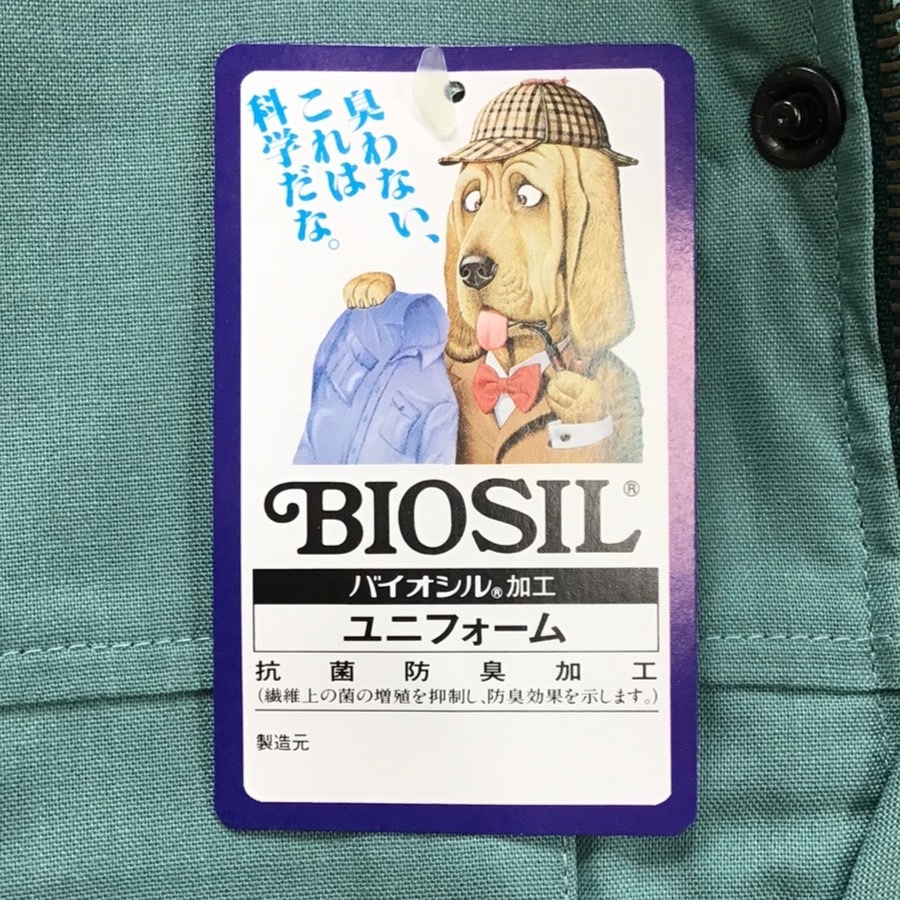 臭わない、
これは
科学だな。
BIOSIL®
バイオシル®加工
ユニフォーム
抗菌防臭加工
(繊維上の菌の増殖を抑制し、防臭効果を示します。)
製造元